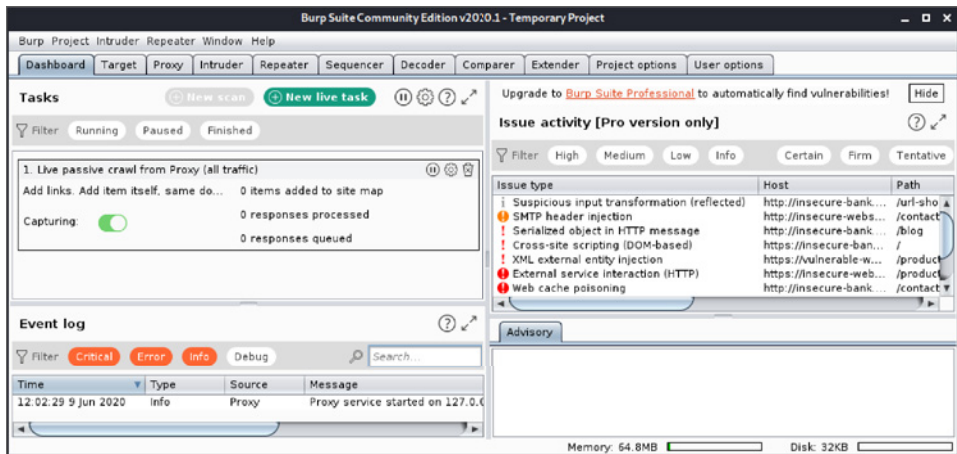 Burp Suite Community Edition v2020.1 - Temporary Project
Burp Project Intruder Repeater Window Help
Dashboard Target Proxy Intruder Repeater Sequencer Decoder Comparer Extender Project options User options
Tasks
New scan
New live task
Filter Running Paused Finished
1. Live passive crawl from Proxy (all traffic)
Add links. Add item itself, same do... 0 items added to site map
0 responses processed
Capturing:
0 responses queued
Event log
Filter Critical Error Info Debug Search...
Time Type Source Message
12:02:29 9 Jun 2020 Info Proxy Proxy service started on 127.0.0
Upgrade to Burp Suite Professional to automatically find vulnerabilities! Hide
Issue activity [Pro version only]
Filter High Medium Low Info Certain Firm Tentative
Issue type Host Path
Suspicious input transformation (reflected) http://insecure-bank.... /url-sho
SMTP header injection http://insecure-webs... /contact
Serialized object in HTTP message http://insecure-bank.... /blog
Cross-site scripting (DOM-based) https://insecure-ban... /
XML external entity injection https://vulnerable-w... /product
External service interaction (HTTP) https://insecure-web... /product
Web cache poisoning http://insecure-bank.... /contact
Advisory
Memory: 64.8MB Disk: 32KB